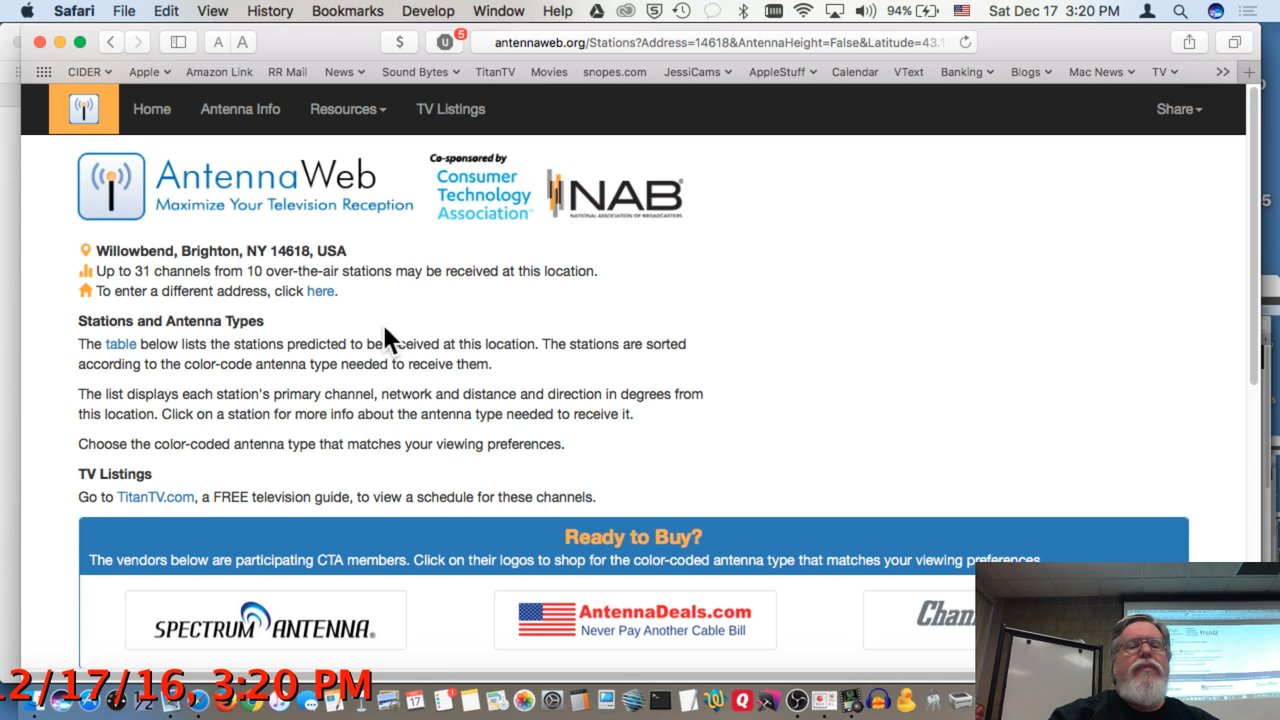 Safari File Edit View History Bookmarks Develop Window Help 94% Sat Dec 17 3:20 PM
A A $ 5 antennaweb.org/Stations?Address=14618&AntennaHeight=False&Latitude=43.1
CIDER Apple Amazon Link RR Mail News Sound Bytes TitanTV Movies snopes.com JessiCams AppleStuff Calendar VText Banking Blogs Mac News TV >> +
Home Antenna Info Resources TV Listings Share
AntennaWeb
Maximize Your Television Reception
Co-sponsored by
Consumer
Technology
Association™
NAB
NATIONAL ASSOCIATION OF BROADCASTERS
Willowbend, Brighton, NY 14618, USA
Up to 31 channels from 10 over-the-air stations may be received at this location.
To enter a different address, click here.
Stations and Antenna Types
The table below lists the stations predicted to be received at this location. The stations are sorted
according to the color-code antenna type needed to receive them.
The list displays each station's primary channel, network and distance and direction in degrees from
this location. Click on a station for more info about the antenna type needed to receive it.
Choose the color-coded antenna type that matches your viewing preferences.
TV Listings
Go to TitanTV.com, a FREE television guide, to view a schedule for these channels.
Ready to Buy?
The vendors below are participating CTA members. Click on their logos to shop for the color-coded antenna type that matches your viewing preferences.
SPECTRUM ANTENNA®
AntennaDeals.com
Never Pay Another Cable Bill
Chann
12/17/16, 3:20 PM